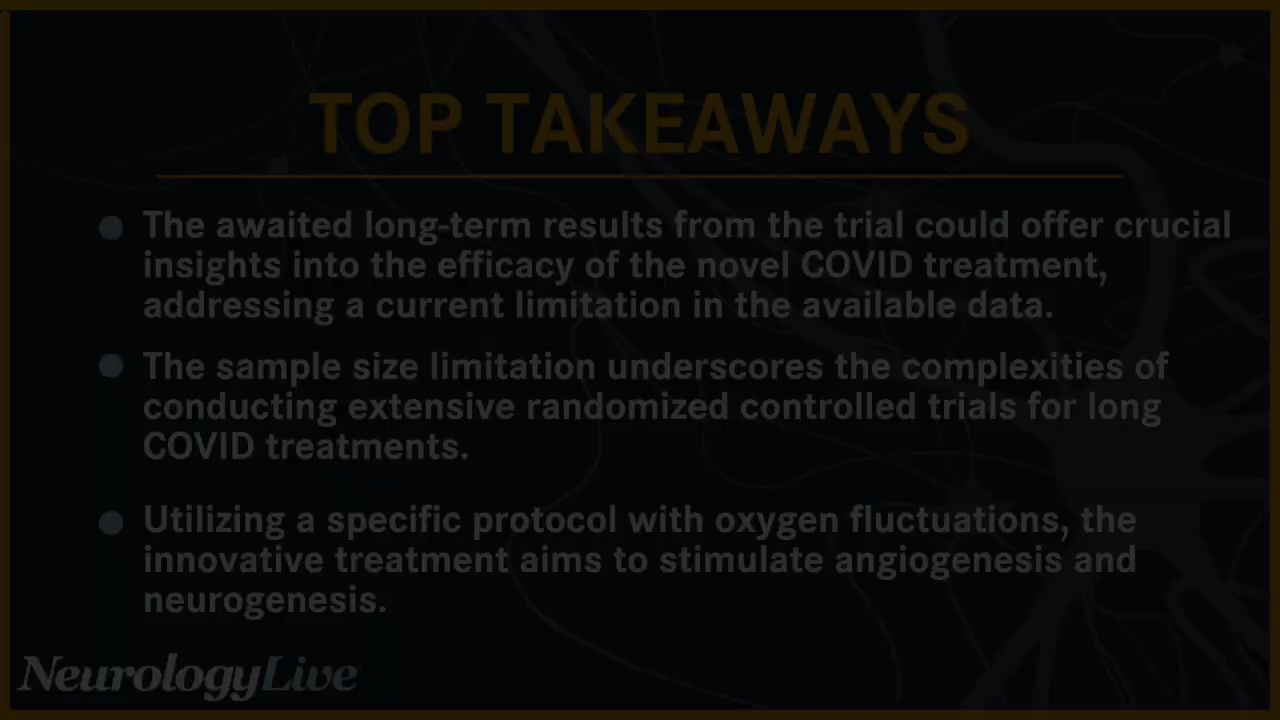 TOP TAKEAWAYS
The awaited long-term results from the trial could offer crucial
insights into the efficacy of the novel COVID treatment,
addressing a current limitation in the available data.
The sample size limitation underscores the complexities of
conducting extensive randomized controlled trials for long
COVID treatments.
Utilizing a specific protocol with oxygen fluctuations, the
innovative treatment aims to stimulate angiogenesis and
neurogenesis.
NeurologyLive